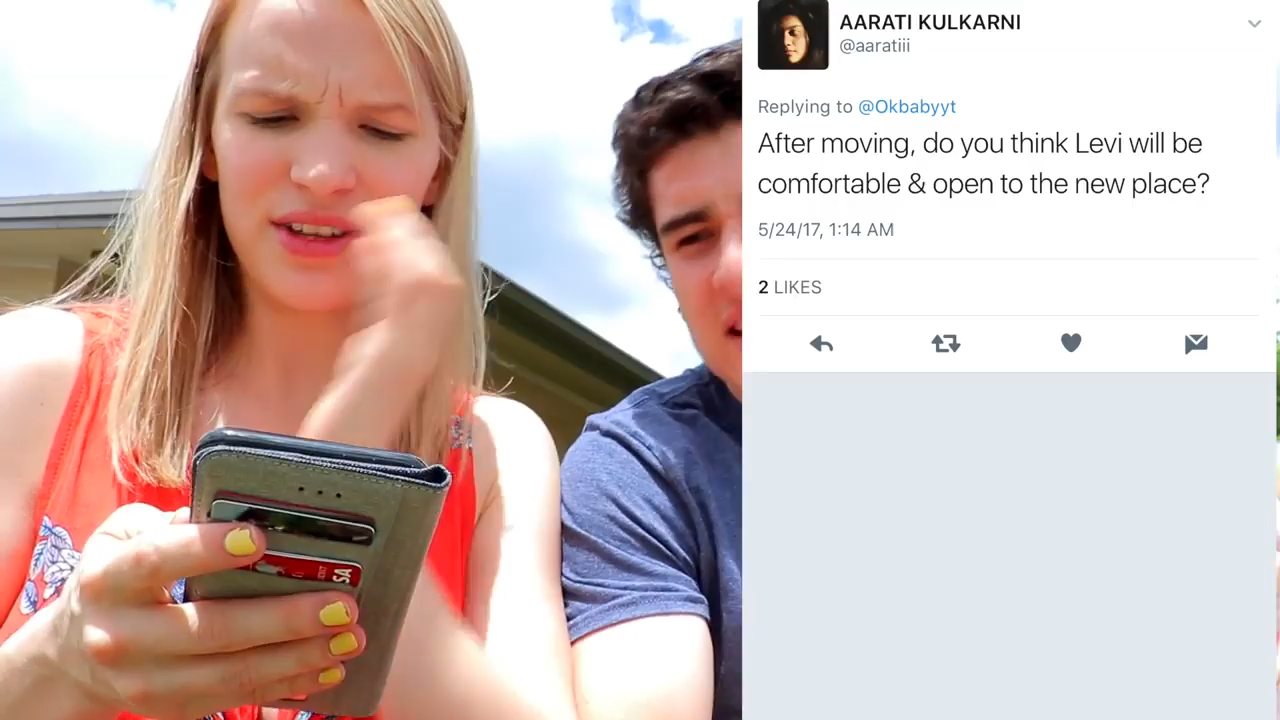 AARATI KULKARNI
@aaratiii
Replying to @Okbabyyt
After moving, do you think Levi will be
comfortable & open to the new place?
5/24/17, 1:14 AM
2 LIKES